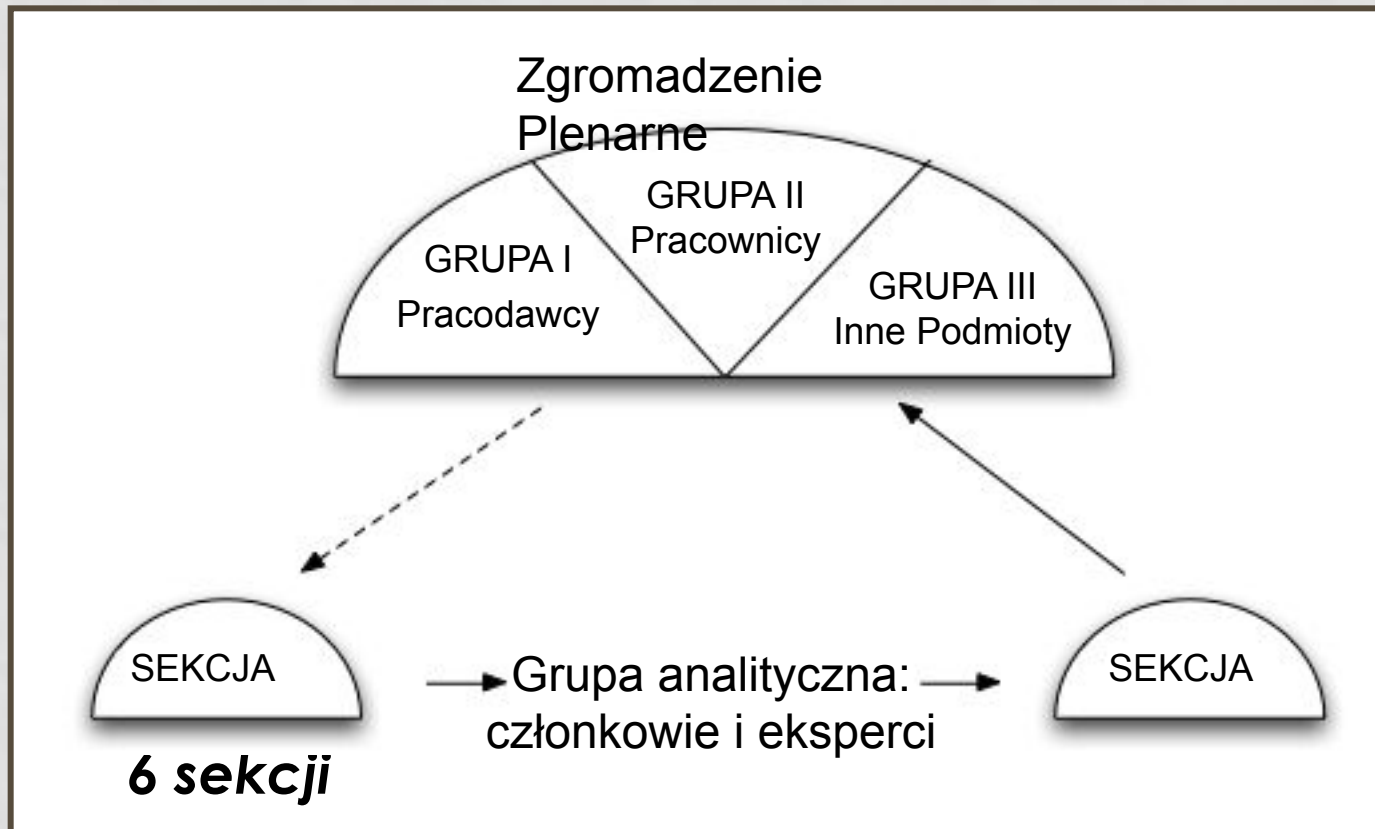 Zgromadzenie
Plenarne
GRUPA I
Pracodawcy
GRUPA II
Pracownicy
GRUPA III
Inne Podmioty
SEKCJA
6 sekcji
Grupa analityczna:
członkowie i eksperci
SEKCJA